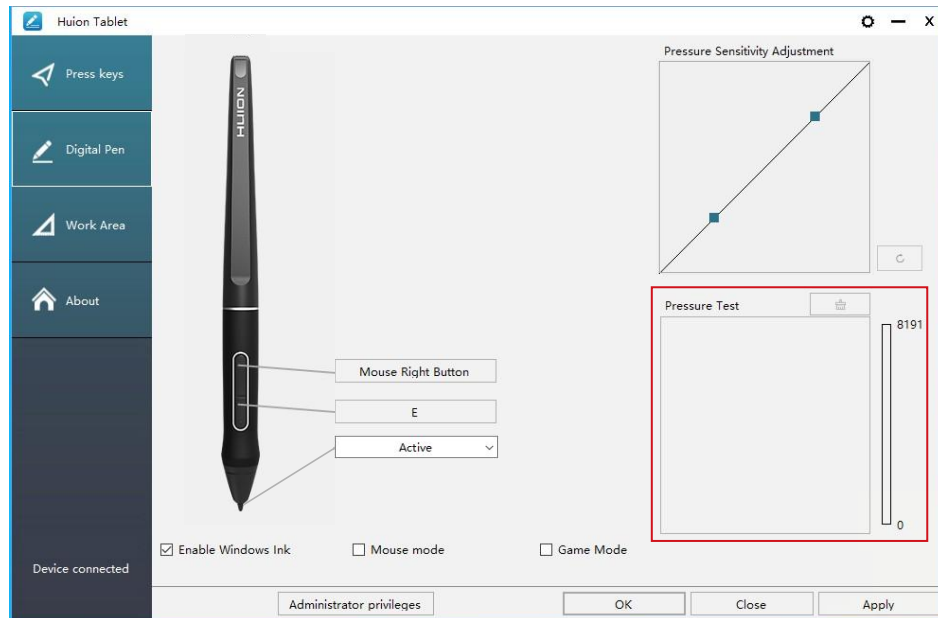 Huion Tablet
Press keys
Digital Pen
Work Area
About
Device connected
HUION
Mouse Right Button
E
Active
Enable Windows Ink
Mouse mode
Game Mode
Pressure Sensitivity Adjustment
Pressure Test
8191
0
Administrator privileges
OK
Close
Apply